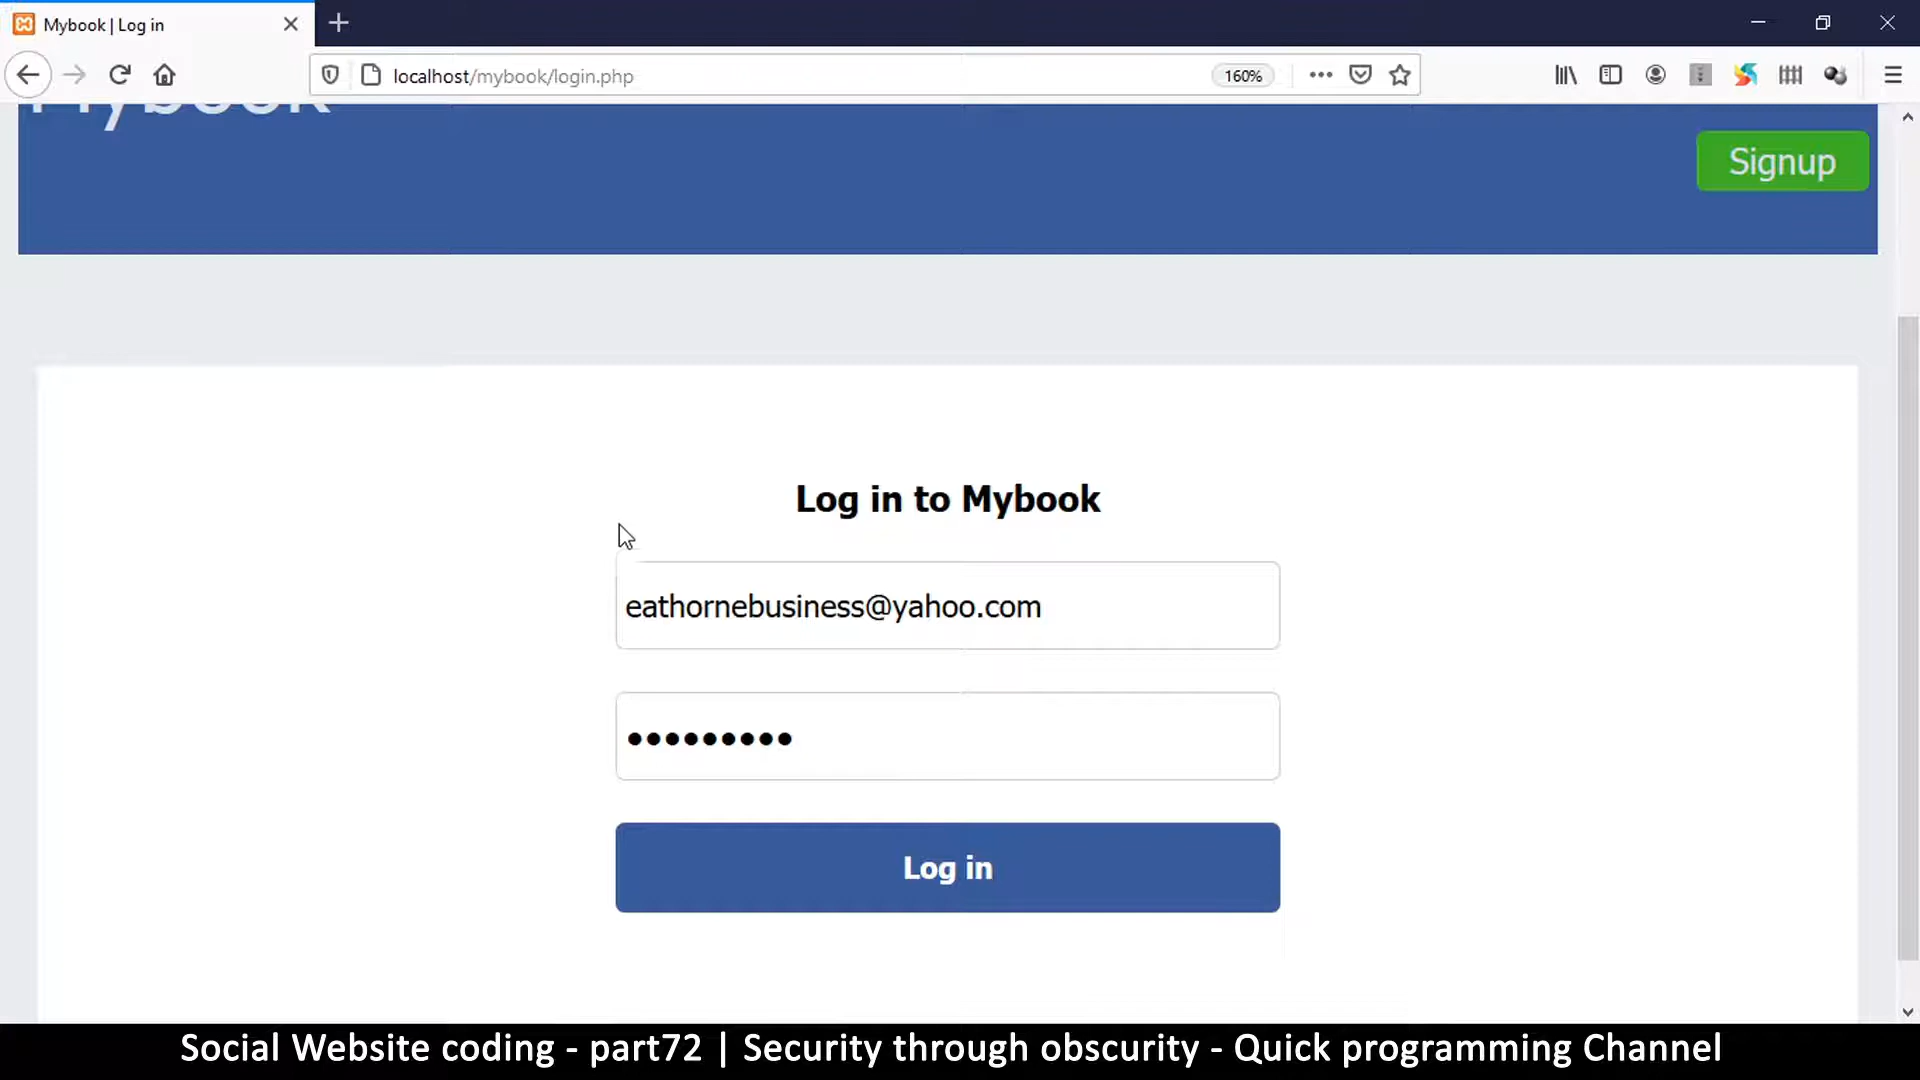 Mybook | Log in
localhost/mybook/login.php
160%
Mybook
Signup
Log in to Mybook
eathornebusiness@yahoo.com
•••••••••
Log in
Social Website coding - part72 | Security through obscurity - Quick programming Channel